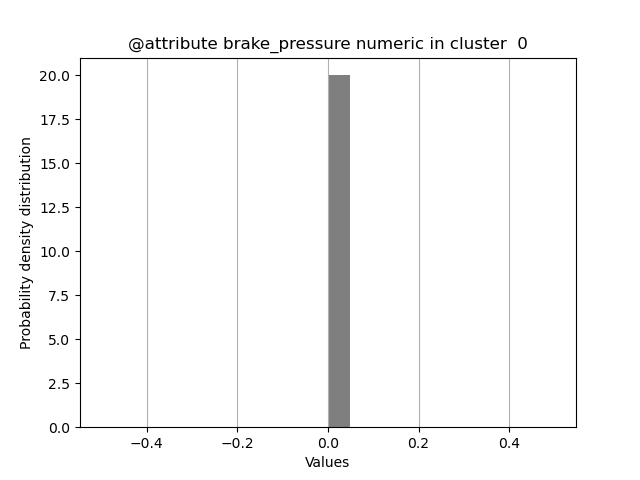 @attribute brake_pressure numeric in cluster  0
Probability density distribution
20.0
17.5
15.0
12.5
10.0
7.5
5.0
2.5
0.0
−0.4 −0.2 0.0 0.2 0.4
Values